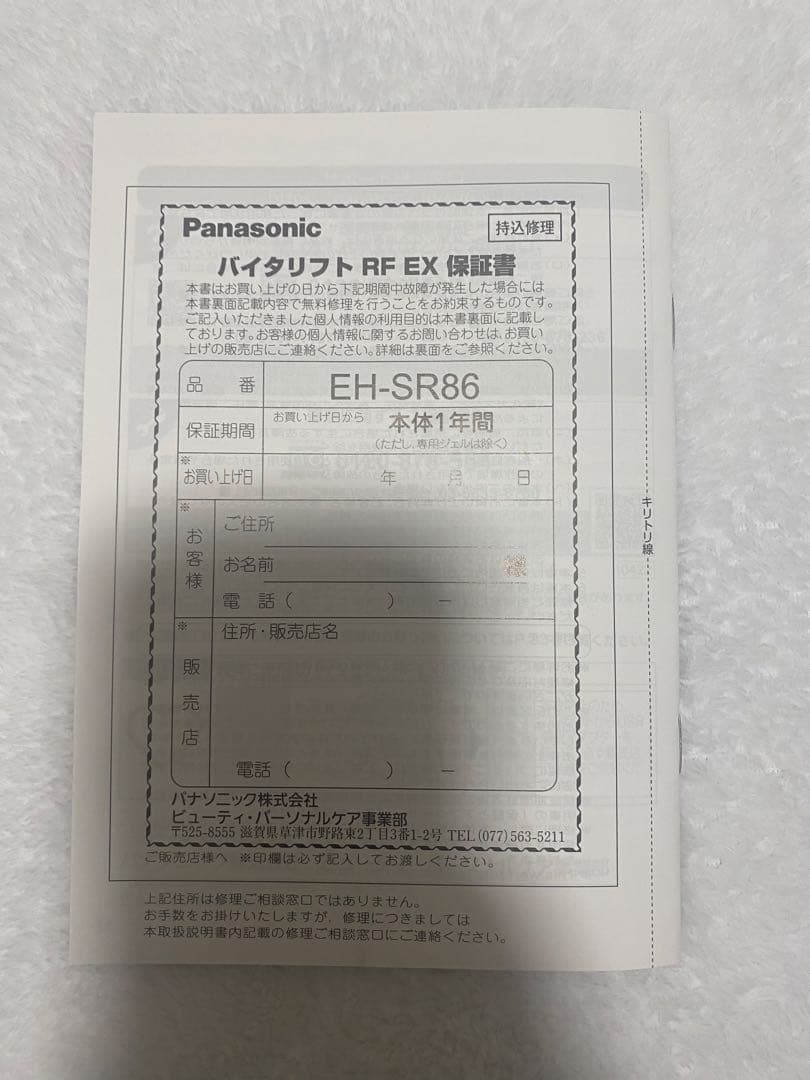 Panasonic
持込修理
バイタリフト RF EX 保証書
本書はお買い上げの日から下記期間中故障が発生した場合には
本書裏面記載内容で無料修理を行うことをお約束するものです。
ご記入いただきました個人情報の利用目的は本書裏面に記載し
ております。お客様の個人情報に関するお問い合わせは、お買い
上げの販売店にご連絡ください。詳細は裏面をご参照ください。
品 番
EH-SR86
保証期間
お買い上げ日から 本体1年間
(ただし、専用ジェルは除く)
※
お買い上げ日
年 月 日
※
お客様
ご住所
お名前 様
電 話 ( ) ー
※
販売店
住所・販売店名
電話 ( ) ー
パナソニック株式会社
ビューティ・パーソナルケア事業部
〒525-8555 滋賀県草津市野路東2丁目3番1-2号 TEL (077) 563-5211
ご販売店様へ ※印欄は必ず記入してお渡しください。
上記住所は修理ご相談窓口ではありません。
お手数をお掛けいたしますが、修理につきましては
本取扱説明書内記載の修理ご相談窓口にご連絡ください。
キリトリ線